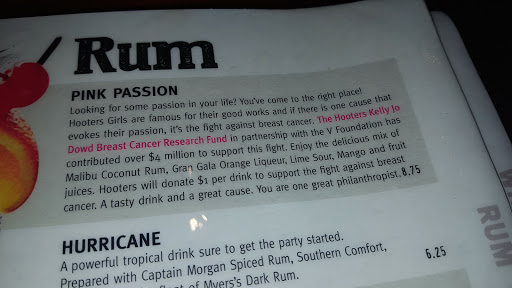 Rum
PINK PASSION
Looking for some passion in your life? You've come to the right place!
Hooters Girls are famous for their good works and if there is one cause that
evokes their passion, it's the fight against breast cancer. The Hooters Kelly Jo
Dowd Breast Cancer Research Fund in partnership with the V Foundation has
contributed over $4 million to support this fight. Enjoy the delicious mix of
Malibu Coconut Rum, Gran Gala Orange Liqueur, Lime Sour, Mango and fruit
juices. Hooters will donate $1 per drink to support the fight against breast
cancer. A tasty drink and a great cause. You are one great philanthropist. 8.75
HURRICANE
A powerful tropical drink sure to get the party started.
Prepared with Captain Morgan Spiced Rum, Southern Comfort, 6.25
float of Myers's Dark Rum.
RUM